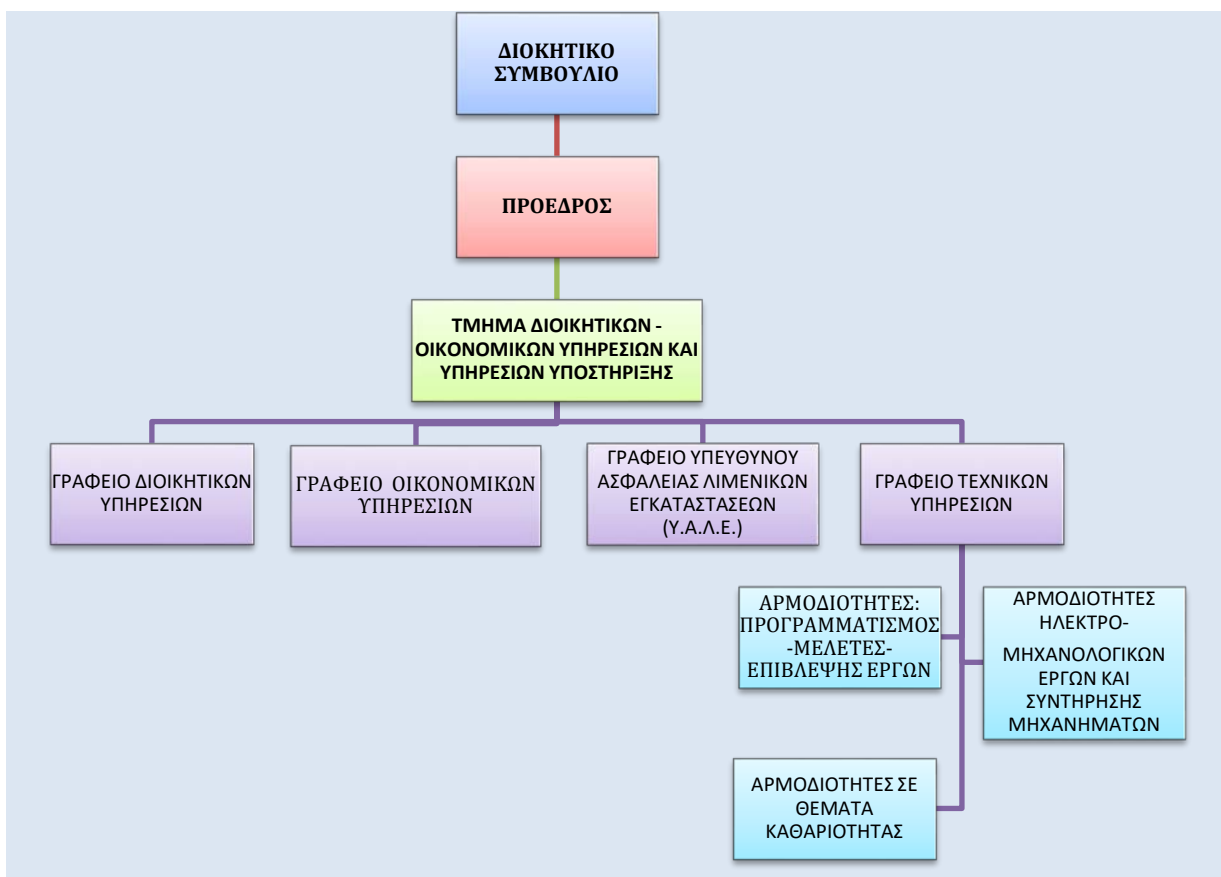 ΔΙΟΚΗΤΙΚΟ
ΣΥΜΒΟΥΛΙΟ
ΠΡΟΕΔΡΟΣ
ΤΜΗΜΑ ΔΙΟΙΚΗΤΙΚΩΝ -
ΟΙΚΟΝΟΜΙΚΩΝ ΥΠΗΡΕΣΙΩΝ ΚΑΙ
ΥΠΗΡΕΣΙΩΝ ΥΠΟΣΤΗΡΙΞΗΣ
ΓΡΑΦΕΙΟ ΔΙΟΙΚΗΤΙΚΩΝ
ΥΠΗΡΕΣΙΩΝ
ΓΡΑΦΕΙΟ ΟΙΚΟΝΟΜΙΚΩΝ
ΥΠΗΡΕΣΙΩΝ
ΓΡΑΦΕΙΟ ΥΠΕΥΘΥΝΟΥ
ΑΣΦΑΛΕΙΑΣ ΛΙΜΕΝΙΚΩΝ
ΕΓΚΑΤΑΣΤΑΣΕΩΝ
(Υ.Α.Λ.Ε.)
ΓΡΑΦΕΙΟ ΤΕΧΝΙΚΩΝ
ΥΠΗΡΕΣΙΩΝ
ΑΡΜΟΔΙΟΤΗΤΕΣ:
ΠΡΟΓΡΑΜΜΑΤΙΣΜΟΣ
-ΜΕΛΕΤΕΣ-
ΕΠΙΒΛΕΨΗΣ ΕΡΓΩΝ
ΑΡΜΟΔΙΟΤΗΤΕΣ
ΗΛΕΚΤΡΟ-
ΜΗΧΑΝΟΛΟΓΙΚΩΝ
ΕΡΓΩΝ ΚΑΙ
ΣΥΝΤΗΡΗΣΗΣ
ΜΗΧΑΝΗΜΑΤΩΝ
ΑΡΜΟΔΙΟΤΗΤΕΣ ΣΕ
ΘΕΜΑΤΑ
ΚΑΘΑΡΙΟΤΗΤΑΣ